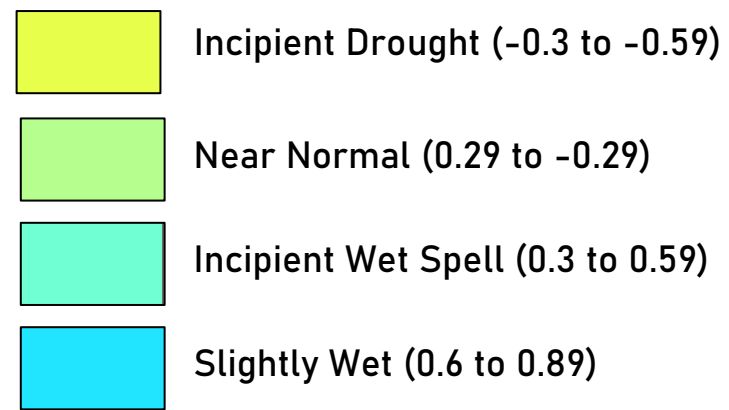 Incipient Drought (-0.3 to -0.59)
Near Normal (0.29 to -0.29)
Incipient Wet Spell (0.3 to 0.59)
Slightly Wet (0.6 to 0.89)